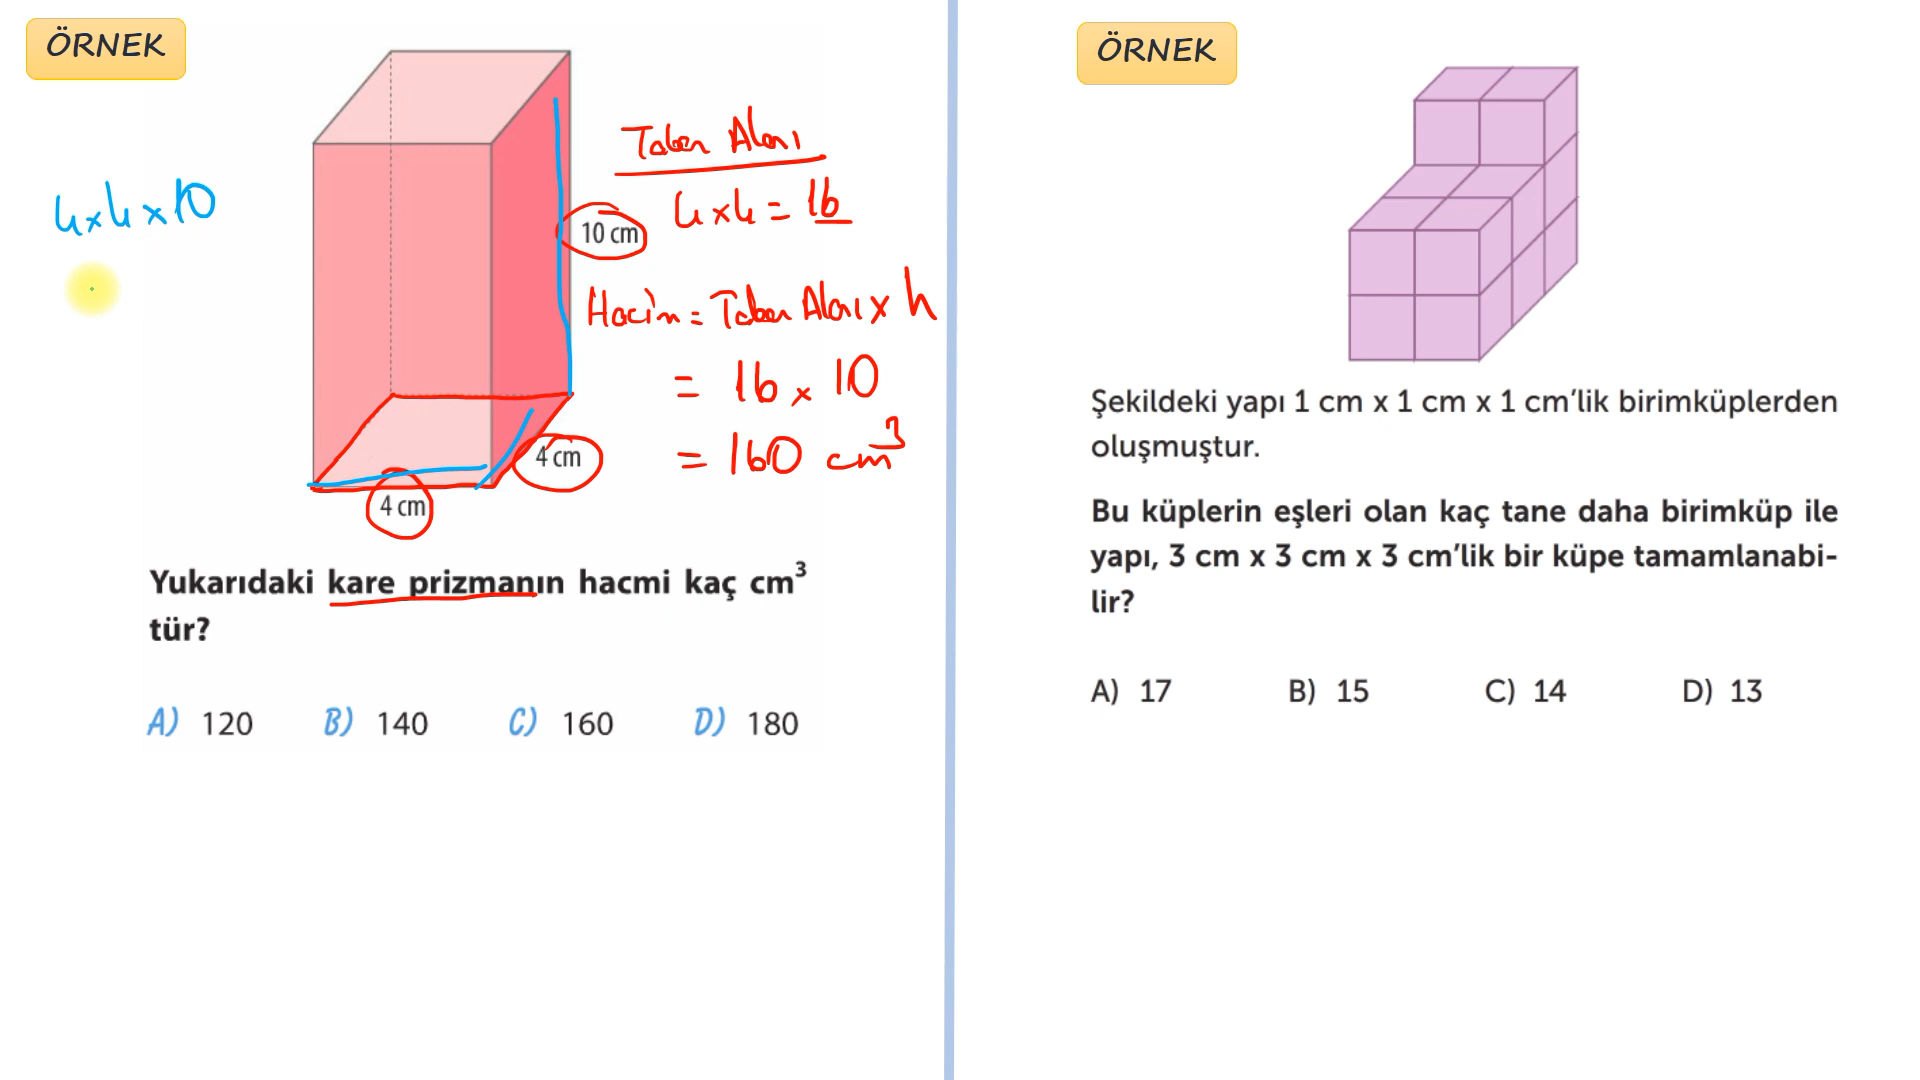 ÖRNEK
4x4x10
Taban Alanı
4x4 = 16
10 cm
Hacim = Taban Alanı x h
= 16 x 10
= 160 cm³
4 cm
4 cm
Yukarıdaki kare prizmanın hacmi kaç cm³
tür?
A) 120 B) 140 C) 160 D) 180
ÖRNEK
Şekildeki yapı 1 cm x 1 cm x 1 cm’lik birimküplerden
oluşmuştur.
Bu küplerin eşleri olan kaç tane daha birimküp ile
yapı, 3 cm x 3 cm x 3 cm’lik bir küpe tamamlanabi-
lir?
A) 17 B) 15 C) 14 D) 13